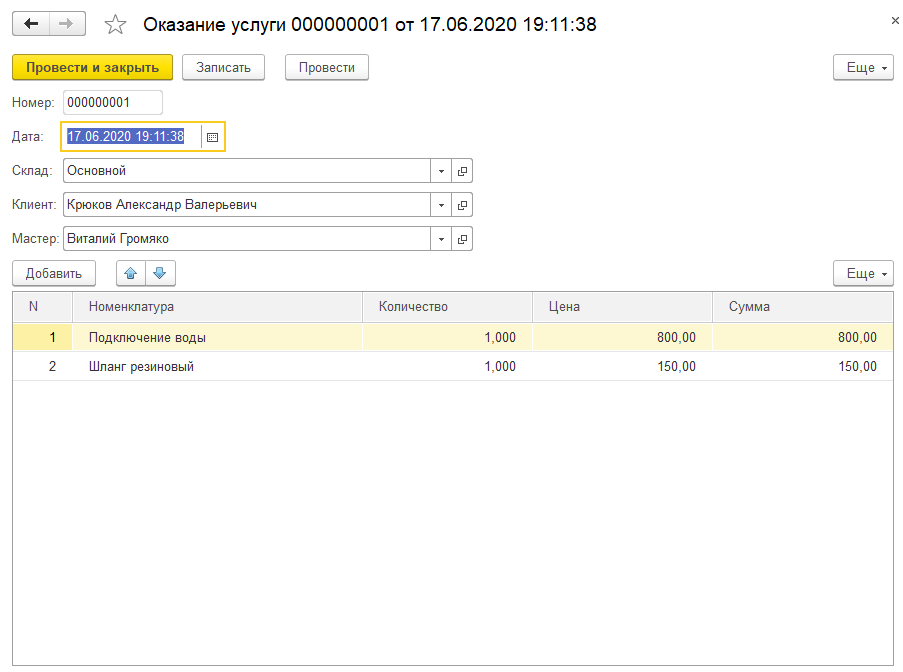 Оказание услуги 000000001 от 17.06.2020 19:11:38
Провести и закрыть Записать Провести Еще
Номер: 000000001
Дата: 17.06.2020 19:11:38
Склад: Основной
Клиент: Крюков Александр Валерьевич
Мастер: Виталий Громяко
Добавить Еще
N Номенклатура Количество Цена Сумма
1 Подключение воды 1,000 800,00 800,00
2 Шланг резиновый 1,000 150,00 150,00